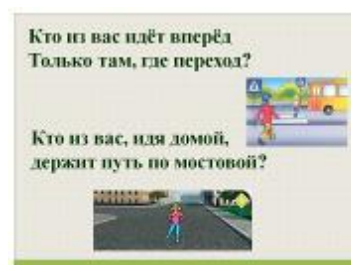 Кто из вас идёт вперёд
Только там, где переход?
Кто из вас, идя домой,
держит путь по мостовой?